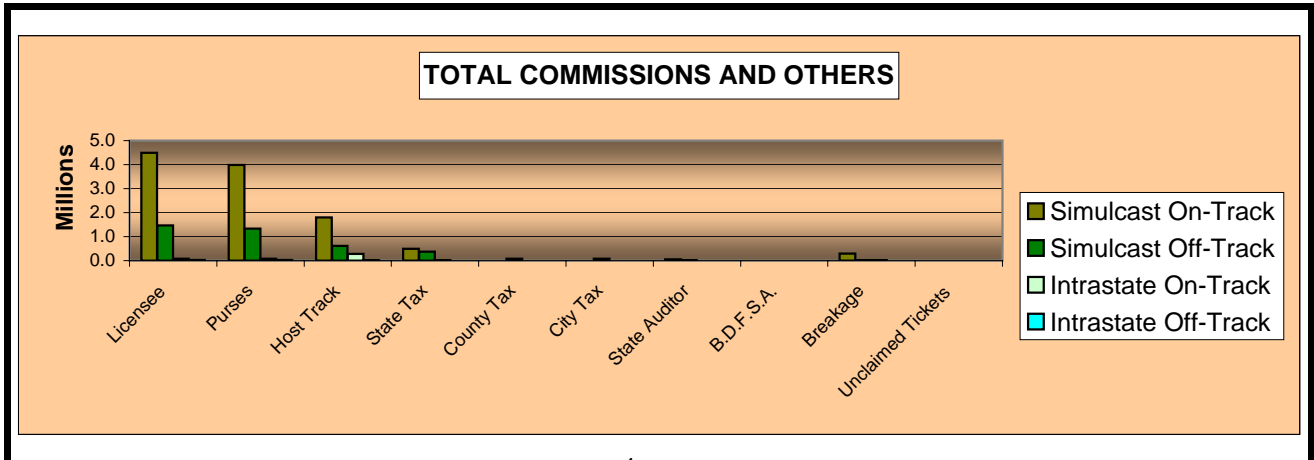 TOTAL COMMISSIONS AND OTHERS
Millions
5.0
4.0
3.0
2.0
1.0
0.0
Licensee
Purses
Host Track
State Tax
County Tax
City Tax
State Auditor
B.D.F.S.A.
Breakage
Unclaimed Tickets
Simulcast On-Track
Simulcast Off-Track
Intrastate On-Track
Intrastate Off-Track